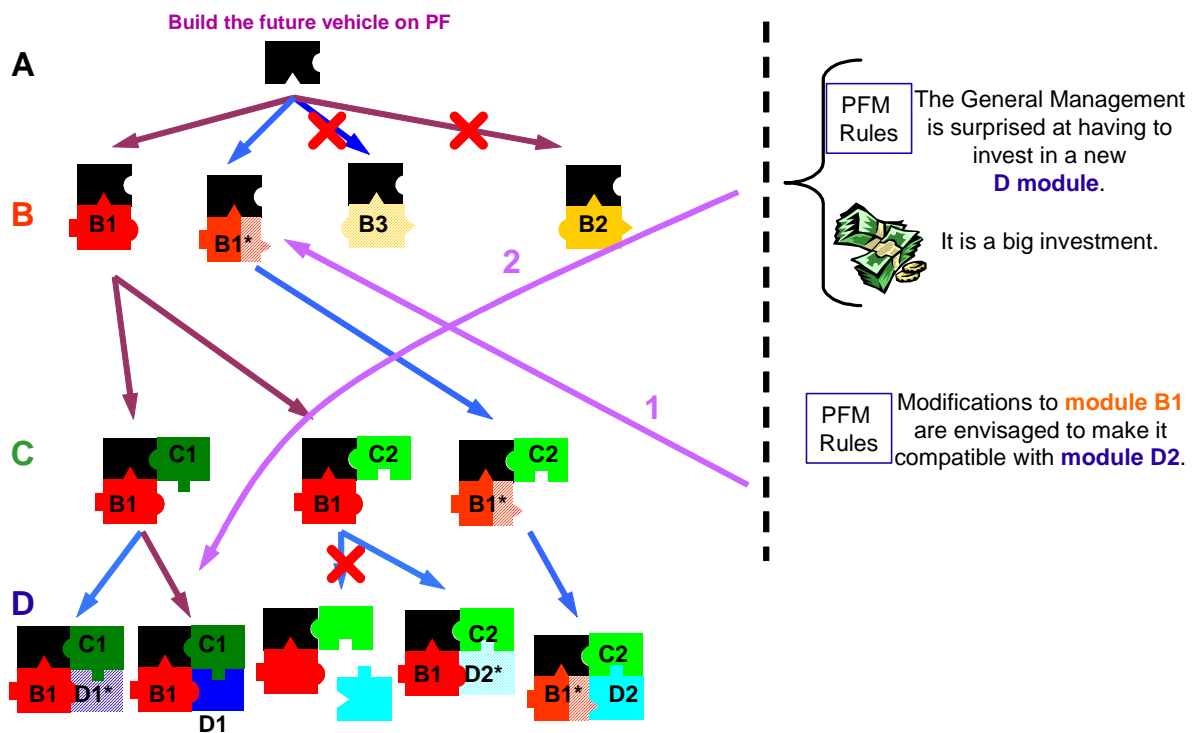 Build the future vehicle on PF
A
PFM
Rules
The General Management
is surprised at having to
invest in a new
D module.
It is a big investment.
B
B1
B1*
B3
B2
2
1
PFM
Rules
Modifications to module B1
are envisaged to make it
compatible with module D2.
C
C1
B1
C2
B1
C2
B1*
D
C1
B1
D1*
C1
B1
D1
C2
B1
D2*
C2
B1*
D2